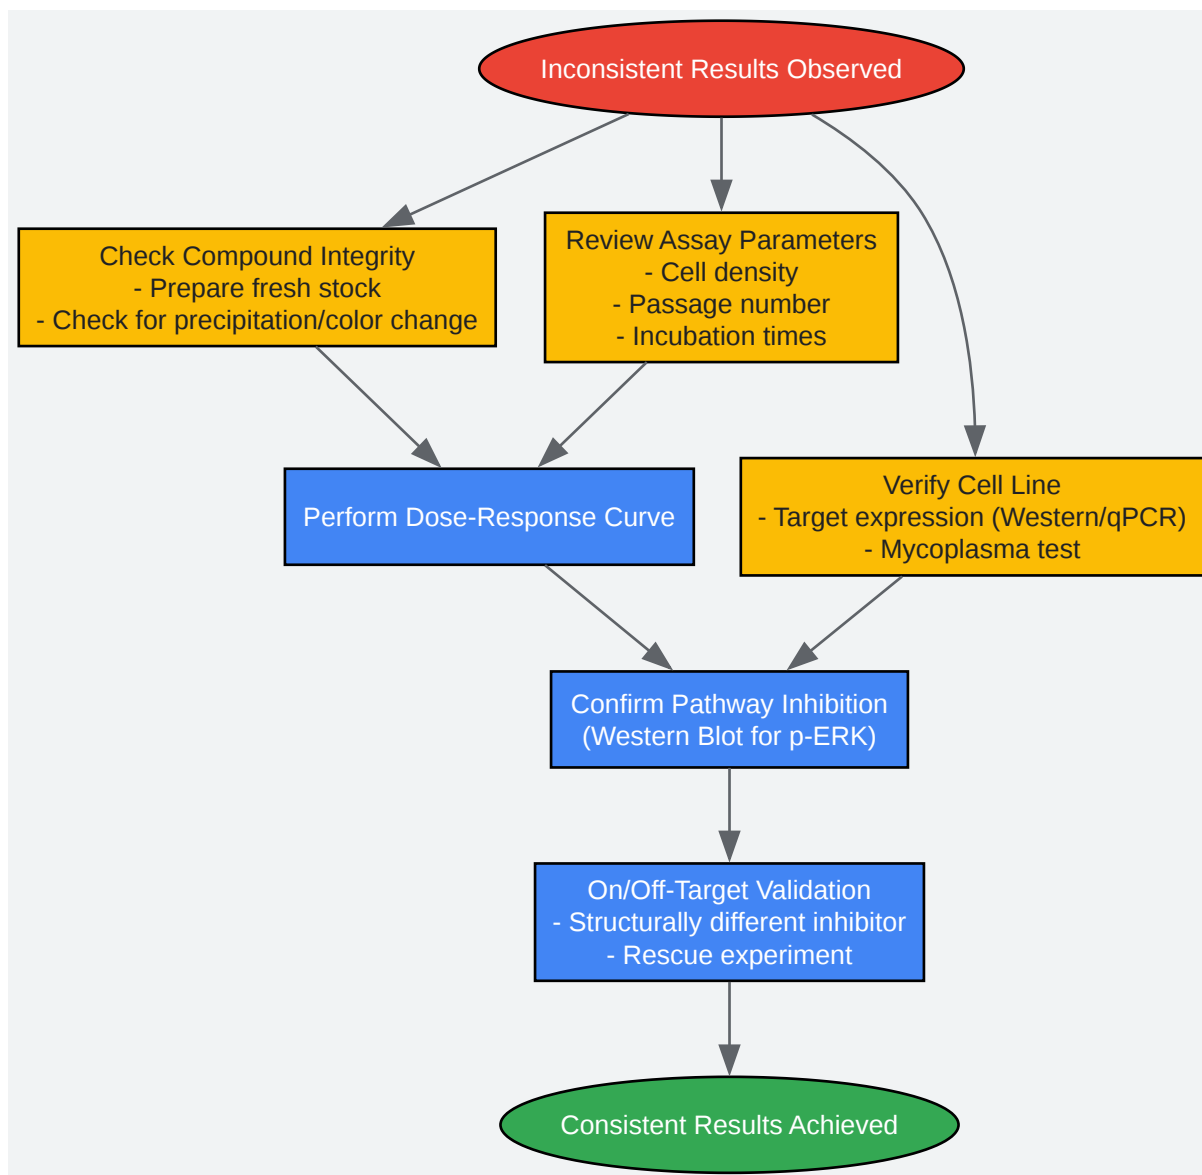 Inconsistent Results Observed
Check Compound Integrity
- Prepare fresh stock
- Check for precipitation/color change
Review Assay Parameters
- Cell density
- Passage number
- Incubation times
Perform Dose-Response Curve
Verify Cell Line
- Target expression (Western/qPCR)
- Mycoplasma test
Confirm Pathway Inhibition
(Western Blot for p-ERK)
On/Off-Target Validation
- Structurally different inhibitor
- Rescue experiment
Consistent Results Achieved